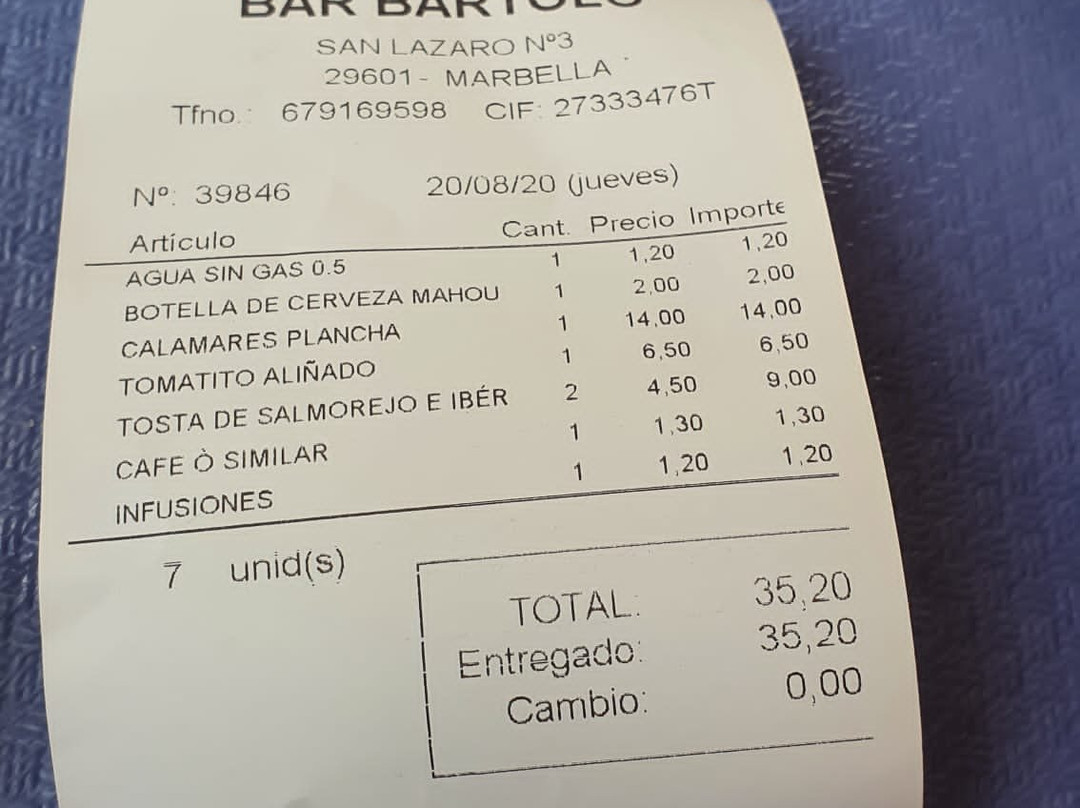 BAR BARTOLO
SAN LAZARO Nº3
29601 - MARBELLA
Tfno.: 679169598 CIF: 27333476T
Nº: 39846 20/08/20 (jueves)
Artículo Cant. Precio Importe
AGUA SIN GAS 0.5 1 1,20 1,20
BOTELLA DE CERVEZA MAHOU 1 2,00 2,00
CALAMARES PLANCHA 1 14,00 14,00
TOMATITO ALIÑADO 1 6,50 6,50
TOSTA DE SALMOREJO E IBÉR 2 4,50 9,00
CAFE Ò SIMILAR 1 1,30 1,30
INFUSIONES 1 1,20 1,20
7 unid(s)
TOTAL: 35,20
Entregado: 35,20
Cambio: 0,00